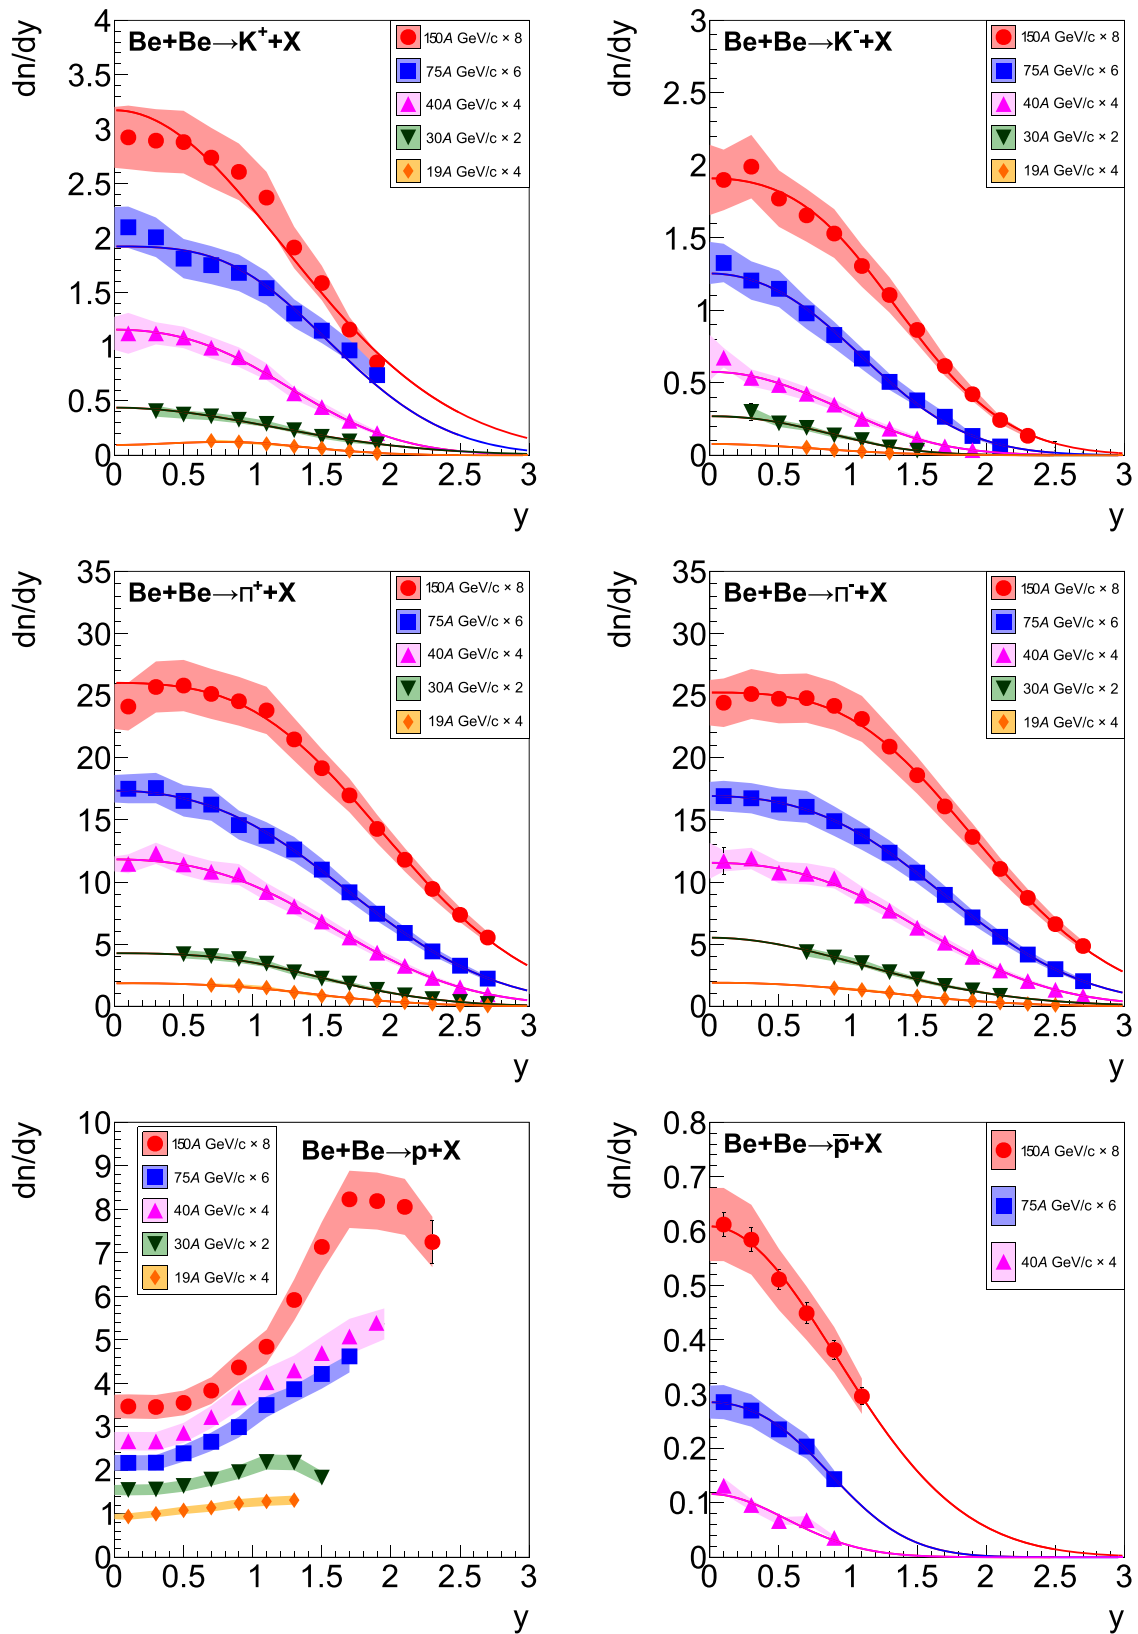 dn/dy
Be+Be→K⁺+X
150A GeV/c × 8
75A GeV/c × 6
40A GeV/c × 4
30A GeV/c × 2
19A GeV/c × 4
4
3.5
3
2.5
2
1.5
1
0.5
0
0 0.5 1 1.5 2 2.5 3
y
dn/dy
Be+Be→K⁻+X
150A GeV/c × 8
75A GeV/c × 6
40A GeV/c × 4
30A GeV/c × 2
19A GeV/c × 4
3
2.5
2
1.5
1
0.5
0
0 0.5 1 1.5 2 2.5 3
y
dn/dy
Be+Be→π⁺+X
150A GeV/c × 8
75A GeV/c × 6
40A GeV/c × 4
30A GeV/c × 2
19A GeV/c × 4
35
30
25
20
15
10
5
0
0 0.5 1 1.5 2 2.5 3
y
dn/dy
Be+Be→π⁻+X
150A GeV/c × 8
75A GeV/c × 6
40A GeV/c × 4
30A GeV/c × 2
19A GeV/c × 4
35
30
25
20
15
10
5
0
0 0.5 1 1.5 2 2.5 3
y
dn/dy
Be+Be→p+X
150A GeV/c × 8
75A GeV/c × 6
40A GeV/c × 4
30A GeV/c × 2
19A GeV/c × 4
10
9
8
7
6
5
4
3
2
1
0
0 0.5 1 1.5 2 2.5 3
y
dn/dy
Be+Be→p̅+X
150A GeV/c × 8
75A GeV/c × 6
40A GeV/c × 4
0.8
0.7
0.6
0.5
0.4
0.3
0.2
0.1
0
0 0.5 1 1.5 2 2.5 3
y